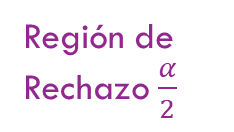 Región de
Rechazo α/2